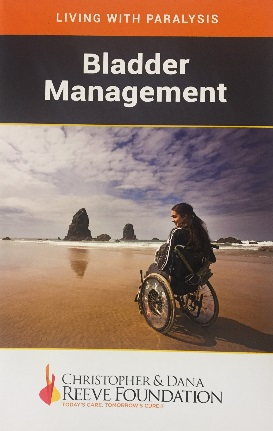 LIVING WITH PARALYSIS
Bladder
Management
CHRISTOPHER & DANA
REEVE FOUNDATION
TODAY'S CARE. TOMORROW'S CURE.®